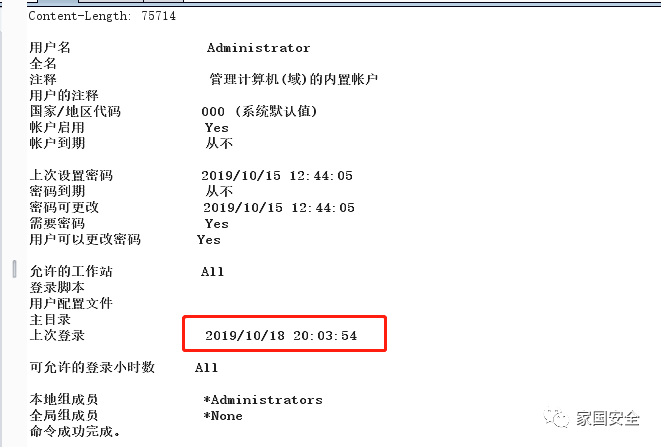 Content-Length: 75714
用户名 Administrator
全名
注释 管理计算机(域)的内置帐户
用户的注释
国家/地区代码 000 (系统默认值)
帐户启用 Yes
帐户到期 从不
上次设置密码 2019/10/15 12:44:05
密码到期 从不
密码可更改 2019/10/15 12:44:05
需要密码 Yes
用户可以更改密码 Yes
允许的工作站 All
登录脚本
用户配置文件
主目录
上次登录 2019/10/18 20:03:54
可允许的登录小时数 All
本地组成员 *Administrators
全局组成员 *None
命令成功完成。
家国安全